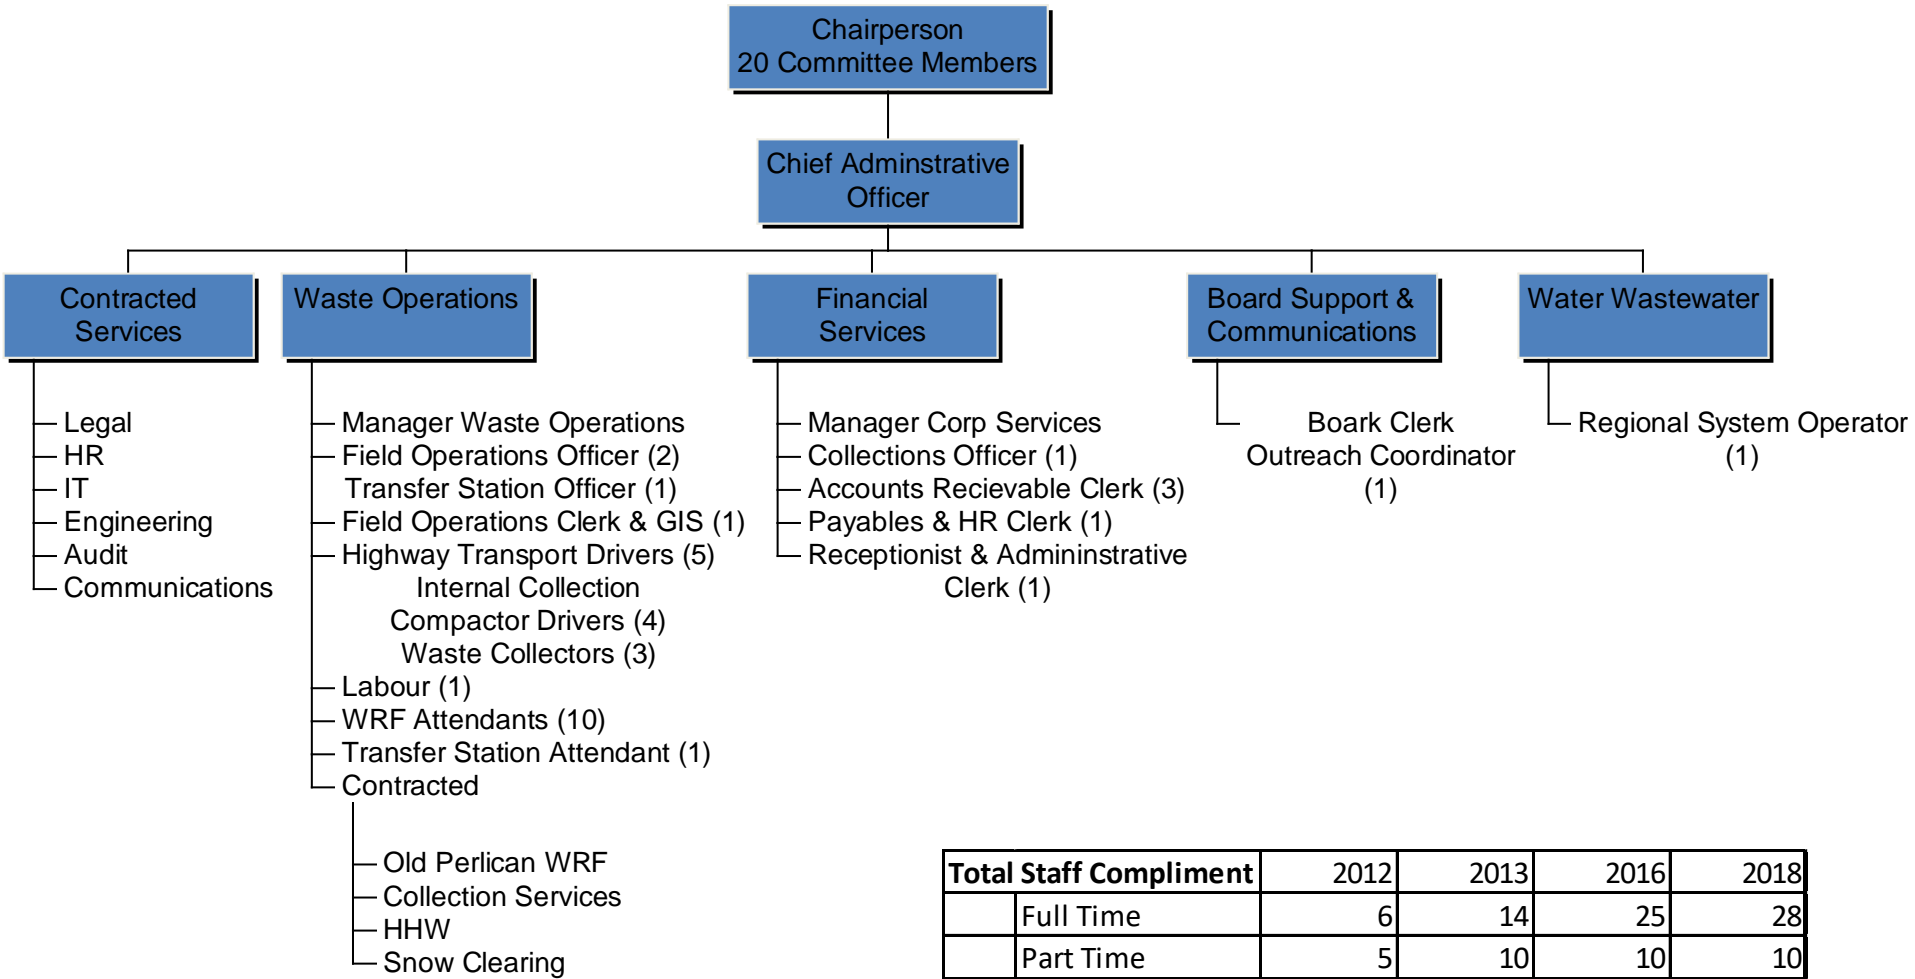 Chairperson
20 Committee Members
Chief Adminstrative
Officer
Contracted
Services
Legal
HR
IT
Engineering
Audit
Communications
Waste Operations
Manager Waste Operations
Field Operations Officer (2)
Transfer Station Officer (1)
Field Operations Clerk & GIS (1)
Highway Transport Drivers (5)
Internal Collection
Compactor Drivers (4)
Waste Collectors (3)
Labour (1)
WRF Attendants (10)
Transfer Station Attendant (1)
Contracted
Old Perlican WRF
Collection Services
HHW
Snow Clearing
Financial
Services
Manager Corp Services
Collections Officer (1)
Accounts Recievable Clerk (3)
Payables & HR Clerk (1)
Receptionist & Admininstrative
Clerk (1)
Board Support &
Communications
Boark Clerk
Outreach Coordinator
(1)
Water Wastewater
Regional System Operator
(1)
Total Staff Compliment 2012 2013 2016 2018
Full Time 6 14 25 28
Part Time 5 10 10 10